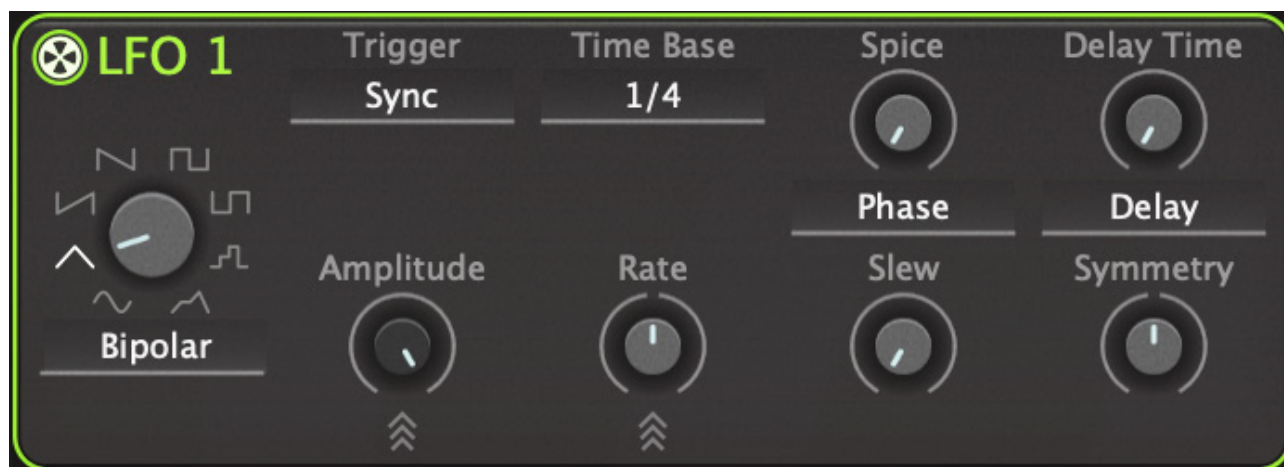 LFO 1
Trigger
Time Base
Spice
Delay Time
Sync
1/4
Phase
Delay
Amplitude
Rate
Slew
Symmetry
Bipolar